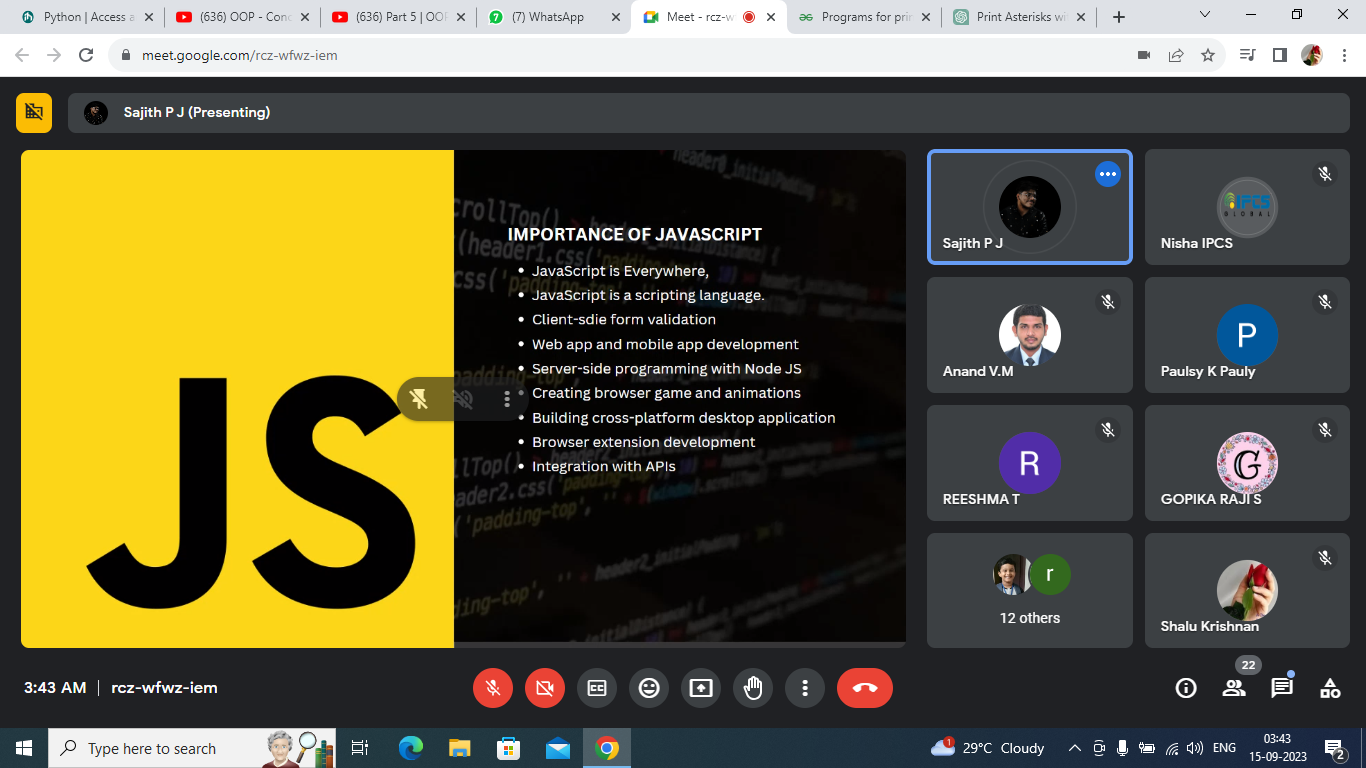 Python | Access a
(636) OOP - Conc
(636) Part 5 | OOF
(7) WhatsApp
Meet - rcz-w
Programs for prin
Print Asterisks wit
meet.google.com/rcz-wfwz-iem
Sajith P J (Presenting)
IMPORTANCE OF JAVASCRIPT
• JavaScript is Everywhere,
• JavaScript is a scripting language.
• Client-sdie form validation
• Web app and mobile app development
• Server-side programming with Node JS
• Creating browser game and animations
• Building cross-platform desktop application
• Browser extension development
• Integration with APIs
JS
Sajith P J
IPCS
GLOBAL
Nisha IPCS
Anand V.M
P
Paulsy K Pauly
R
REESHMA T
G
GOPIKA RAJI S
r
12 others
Shalu Krishnan
3:43 AM | rcz-wfwz-iem
22
Type here to search
1
29°C Cloudy
ENG
03:43
15-09-2023
2